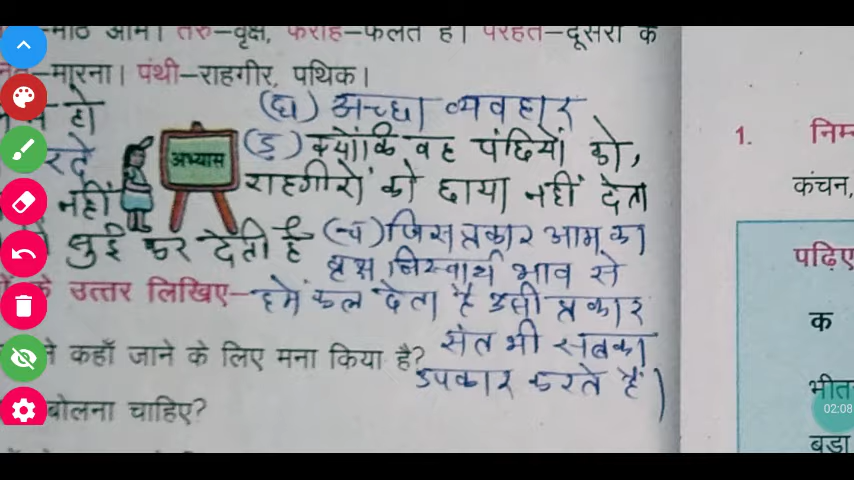 मीठे आम। तरु–वृक्ष, फराहिं–फलते हैं। परहित–दूसरों के
–मारना। पंथी–राहगीर, पथिक।
हो (घ) अच्छा व्यवहार
अभ्यास (ङ) क्योंकि वह पंछियों को,
नहीं राहगीरों को छाया नहीं देता
कर देती है (च) जिस प्रकार आम का
वृक्ष निस्वार्थ भाव से
उत्तर लिखिए– हमें फल देता है उसी प्रकार
संत भी सबका
ने कहाँ जाने के लिए मना किया है?
उपकार करते हैं।
बोलना चाहिए?
1. निम
कंचन,
पढ़िए
क
भीत
02:08
बडा